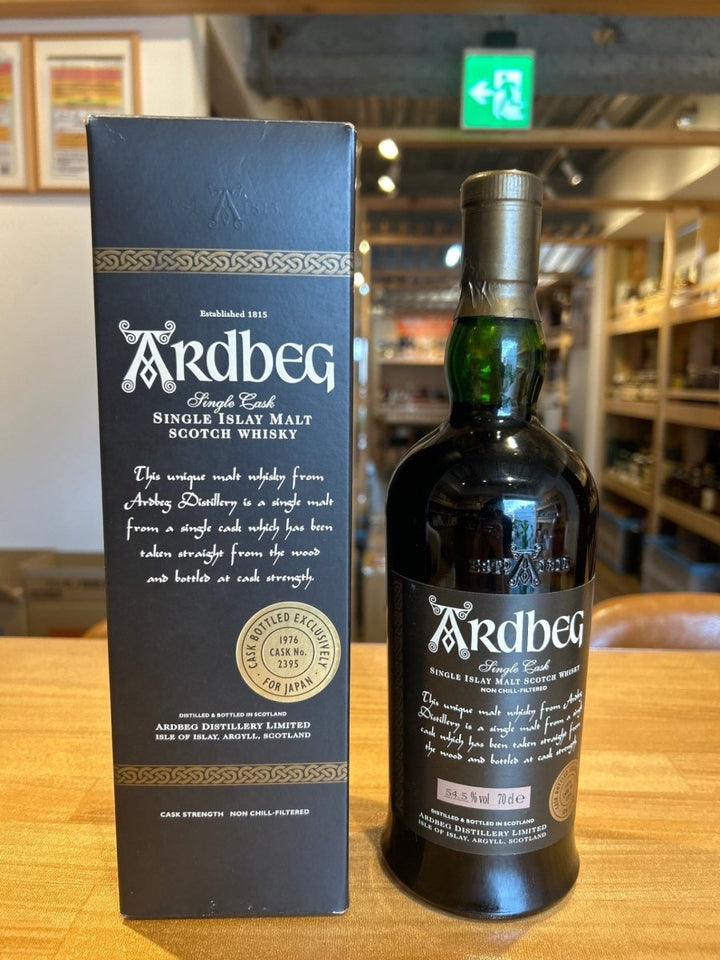 Established 1815
ARDBEG
Single Cask
SINGLE ISLAY MALT
SCOTCH WHISKY
This unique malt whisky from
Ardbeg Distillery is a single malt
from a single cask which has been
taken straight from the wood
and bottled at cask strength.
CASK BOTTLED EXCLUSIVELY
· FOR JAPAN ·
1976
CASK No.
2395
DISTILLED & BOTTLED IN SCOTLAND
ARDBEG DISTILLERY LIMITED
ISLE OF ISLAY, ARGYLL, SCOTLAND
CASK STRENGTH NON CHILL-FILTERED
ESTD A 1815
ARDBEG
Single Cask
SINGLE ISLAY MALT SCOTCH WHISKY
NON CHILL-FILTERED
This unique malt whisky from Ardbeg
Distillery is a single malt from a single
cask which has been taken straight from
the wood and bottled at cask strength.
54.5 % vol 70 cl e
DISTILLED & BOTTLED IN SCOTLAND
ARDBEG DISTILLERY LIMITED
ISLE OF ISLAY, ARGYLL, SCOTLAND